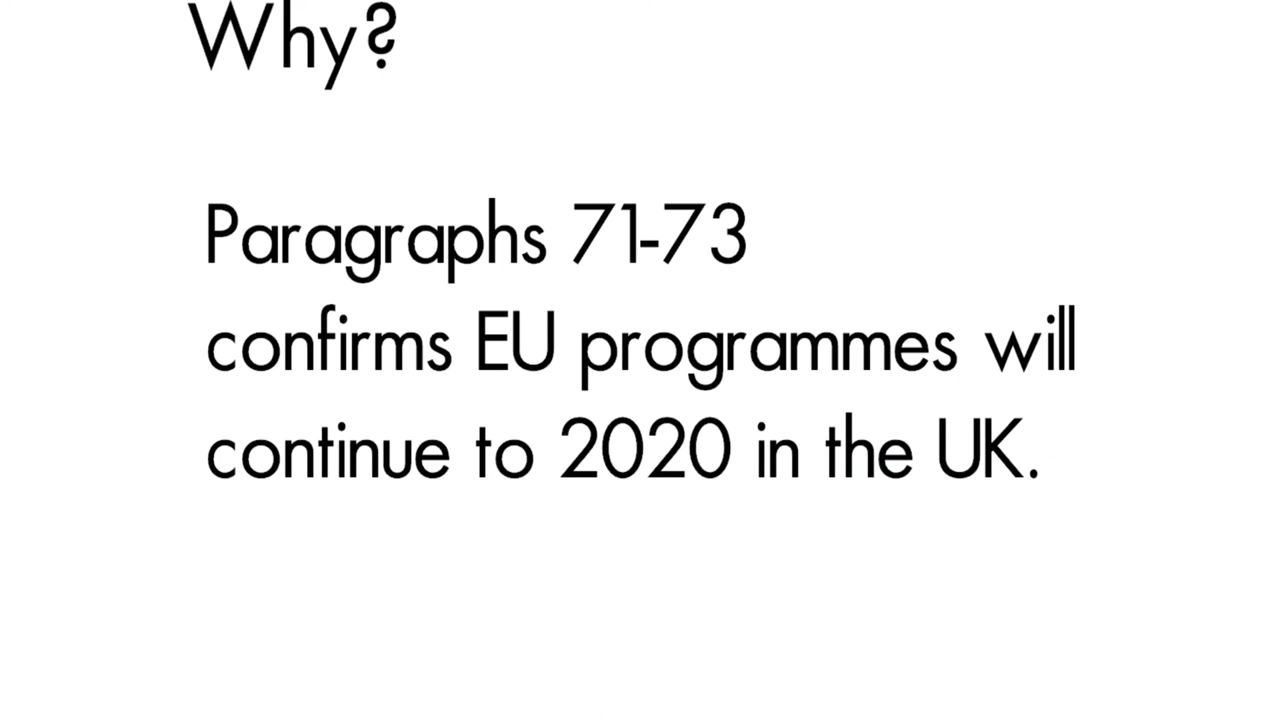 Why?
Paragraphs 71-73
confirms EU programmes will
continue to 2020 in the UK.